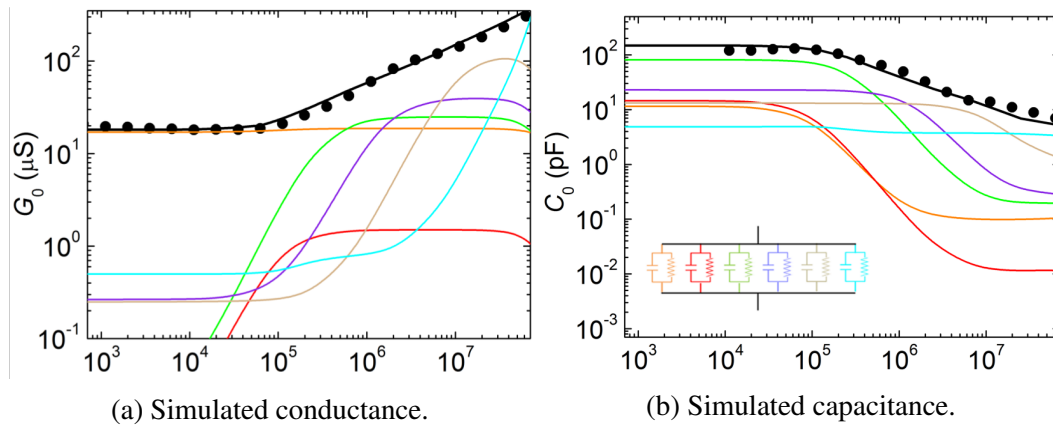 10² 10¹ 10⁰ 10⁻¹
G₀ (µS)
10³ 10⁴ 10⁵ 10⁶ 10⁷
(a) Simulated conductance.
10² 10¹ 10⁰ 10⁻¹ 10⁻² 10⁻³
C₀ (pF)
10³ 10⁴ 10⁵ 10⁶ 10⁷
(b) Simulated capacitance.